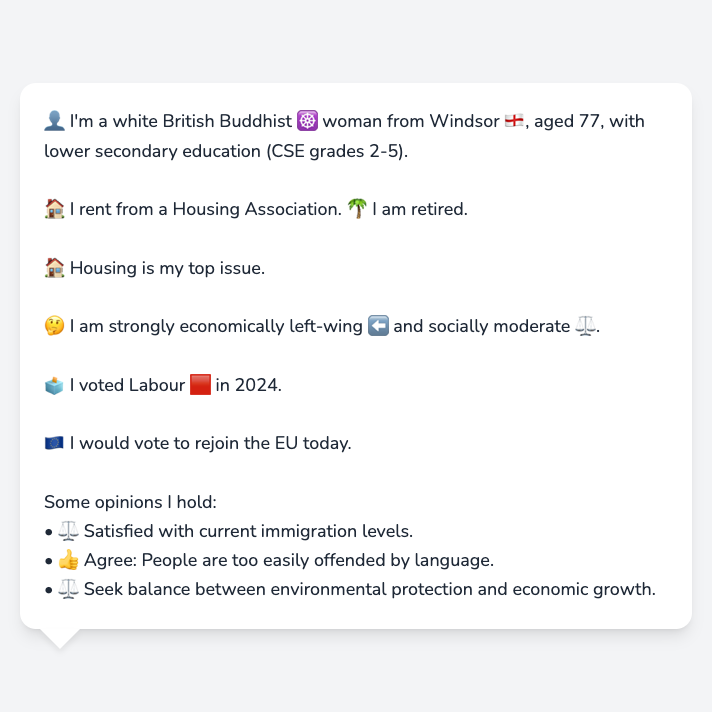 👤 I'm a white British Buddhist ☸️ woman from Windsor 🏴󠁧󠁢󠁥󠁮󠁧󠁿, aged 77, with
lower secondary education (CSE grades 2-5).
🏠 I rent from a Housing Association. 🌴 I am retired.
🏠 Housing is my top issue.
🤔 I am strongly economically left-wing ⬅️ and socially moderate ⚖️.
🗳️ I voted Labour 🟥 in 2024.
🇪🇺 I would vote to rejoin the EU today.
Some opinions I hold:
• ⚖️ Satisfied with current immigration levels.
• 👍 Agree: People are too easily offended by language.
• ⚖️ Seek balance between environmental protection and economic growth.